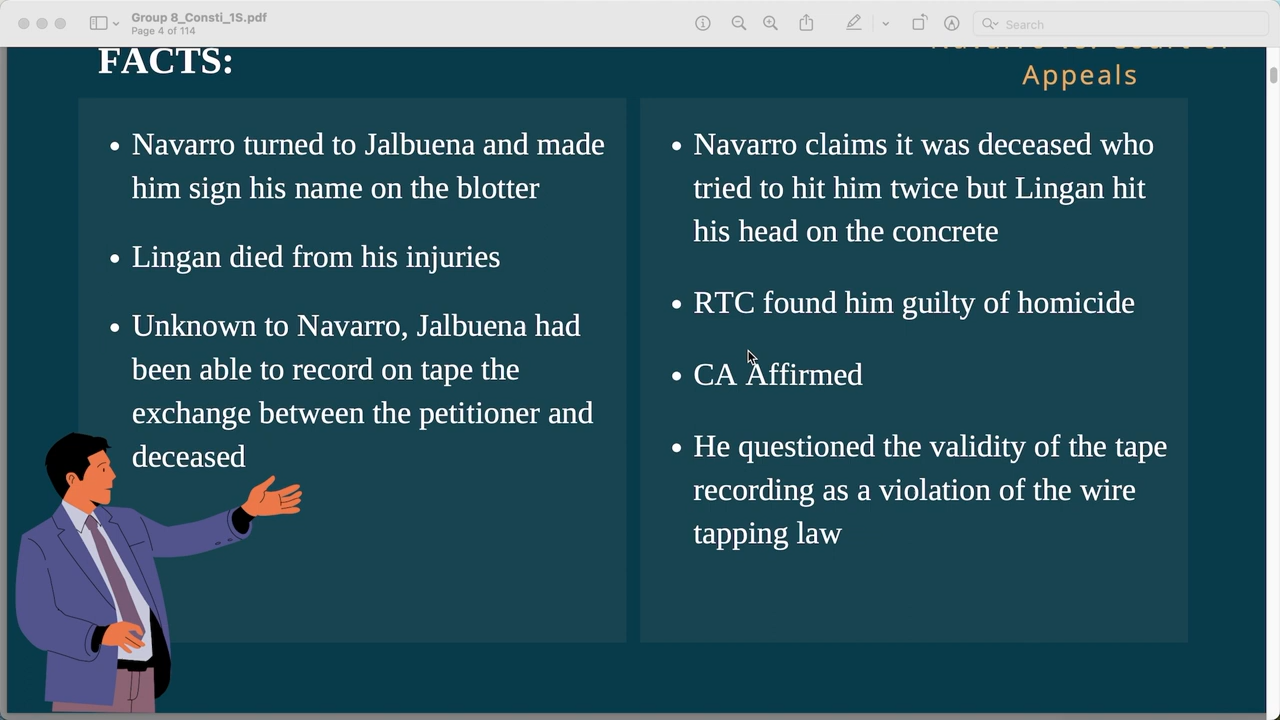 Group 8_Consti_1S.pdf
Page 4 of 114
Search
FACTS:
Appeals
• Navarro turned to Jalbuena and made
him sign his name on the blotter
• Lingan died from his injuries
• Unknown to Navarro, Jalbuena had
been able to record on tape the
exchange between the petitioner and
deceased
• Navarro claims it was deceased who
tried to hit him twice but Lingan hit
his head on the concrete
• RTC found him guilty of homicide
• CA Affirmed
• He questioned the validity of the tape
recording as a violation of the wire
tapping law